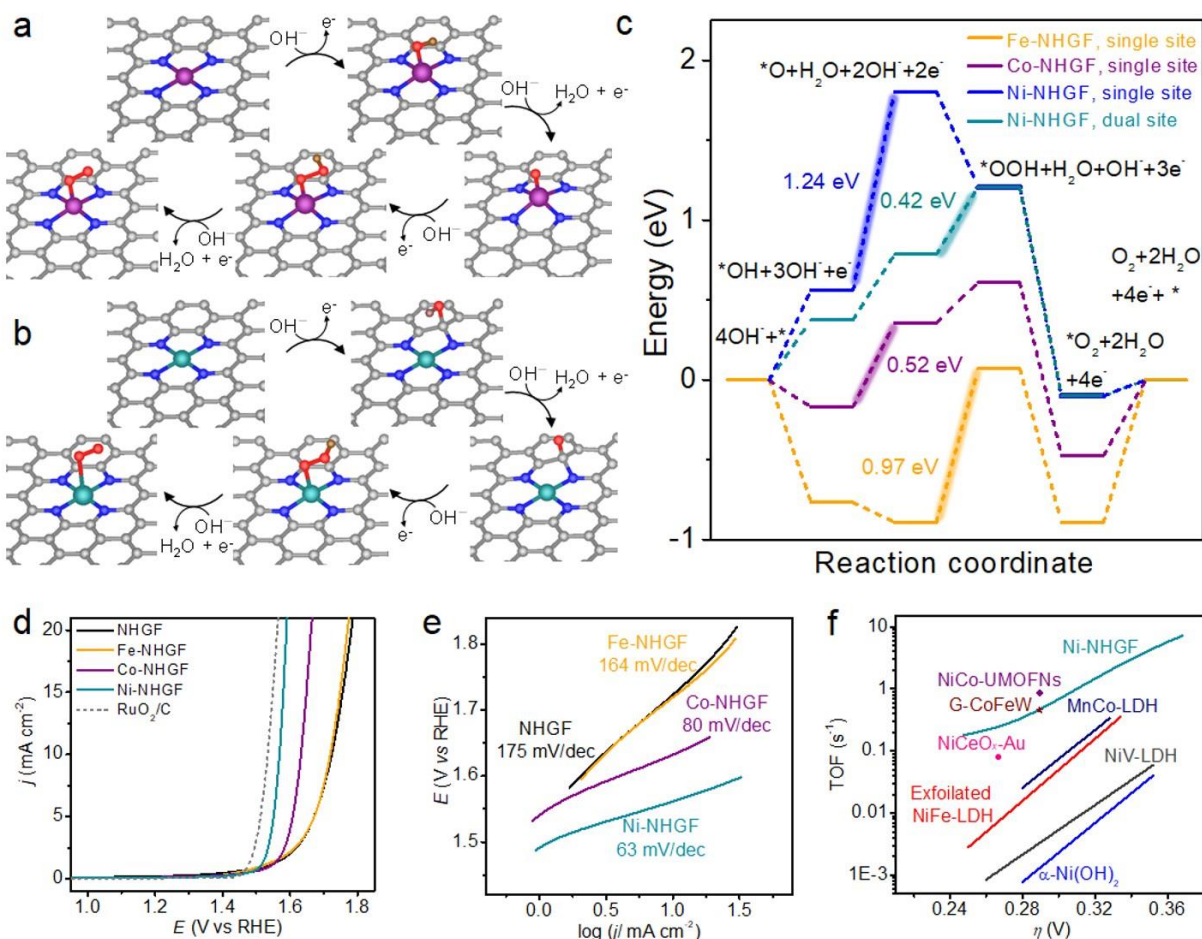 a
OH⁻
e⁻
OH⁻
H₂O + e⁻
OH⁻
e⁻
OH⁻
H₂O + e⁻
b
OH⁻
e⁻
OH⁻
H₂O + e⁻
OH⁻
e⁻
OH⁻
H₂O + e⁻
c
Fe-NHGF, single site
Co-NHGF, single site
Ni-NHGF, single site
Ni-NHGF, dual site
*O+H₂O+2OH⁻+2e⁻
*OOH+H₂O+OH⁻+3e⁻
1.24 eV
0.42 eV
*OH+3OH⁻+e⁻
O₂+2H₂O
+4e⁻+ *
4OH⁻+*
*O₂+2H₂O
+4e⁻
0.52 eV
0.97 eV
2
1
0
-1
Energy (eV)
Reaction coordinate
d
NHGF
Fe-NHGF
Co-NHGF
Ni-NHGF
RuO₂/C
20
15
10
5
0
j (mA cm⁻²)
1.0 1.2 1.4 1.6 1.8
E (V vs RHE)
e
Fe-NHGF
164 mV/dec
Co-NHGF
80 mV/dec
NHGF
175 mV/dec
Ni-NHGF
63 mV/dec
1.8
1.7
1.6
1.5
E (V vs RHE)
0.0 0.5 1.0 1.5
log (j/ mA cm⁻²)
f
Ni-NHGF
NiCo-UMOFNs
G-CoFeW
MnCo-LDH
NiCeOₓ-Au
NiV-LDH
Exfoilated
NiFe-LDH
α-Ni(OH)₂
10
1
0.1
0.01
1E-3
TOF (s⁻¹)
0.24 0.28 0.32 0.36
η (V)